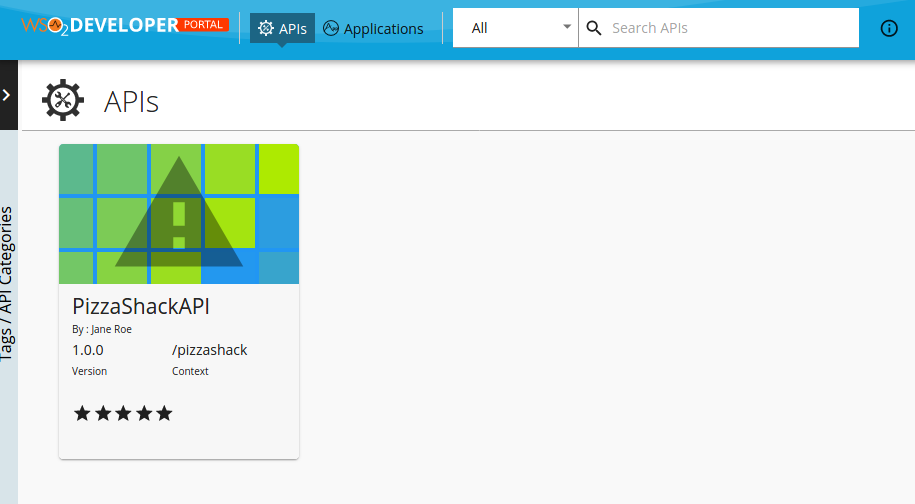 WSO2 DEVELOPER PORTAL
APIs
Applications
All
Search APIs
APIs
Tags / API Categories
PizzaShackAPI
By : Jane Roe
1.0.0 /pizzashack
Version Context